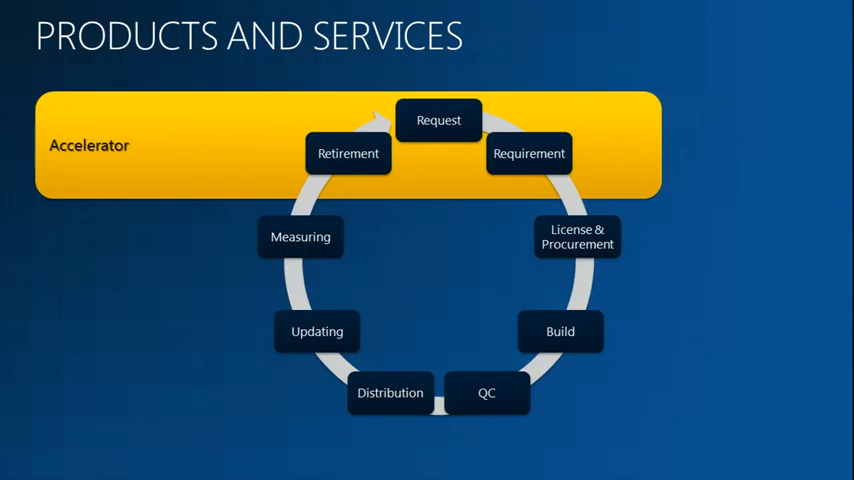 PRODUCTS AND SERVICES
Accelerator
Request
Requirement
License &
Procurement
Build
QC
Distribution
Updating
Measuring
Retirement